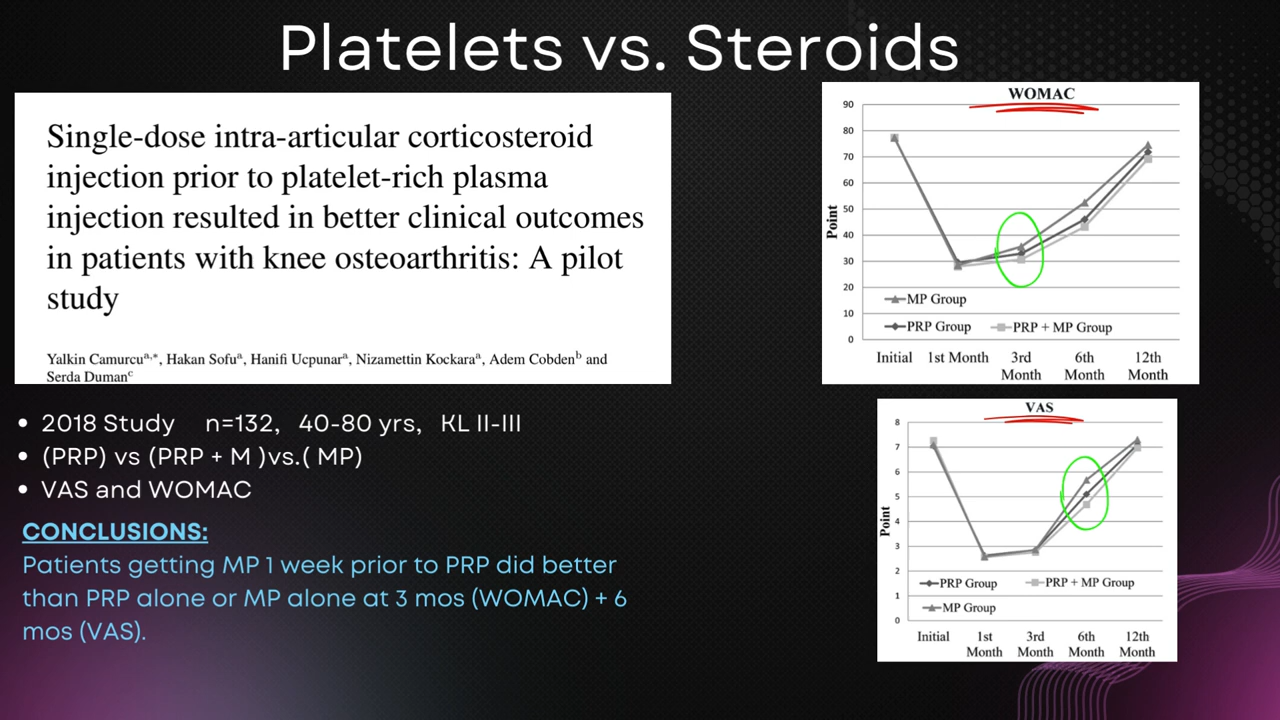 Platelets vs. Steroids
Single-dose intra-articular corticosteroid
injection prior to platelet-rich plasma
injection resulted in better clinical outcomes
in patients with knee osteoarthritis: A pilot
study
Yalkin Camurcuᵃ,*, Hakan Sofuᵃ, Hanifi Ucpunarᵃ, Nizamettin Kockaraᵃ, Adem Cobdenᵇ and
Serda Dumanᶜ
• 2018 Study n=132, 40-80 yrs, KL II-III
• (PRP) vs (PRP + M )vs.( MP)
• VAS and WOMAC
CONCLUSIONS:
Patients getting MP 1 week prior to PRP did better
than PRP alone or MP alone at 3 mos (WOMAC) + 6
mos (VAS).
WOMAC
90
80
70
60
50
40
30
20
10
0
Point
MP Group
PRP Group PRP + MP Group
Initial 1st Month 3rd Month 6th Month 12th Month
VAS
8
7
6
5
4
3
2
1
0
Point
PRP Group PRP + MP Group
MP Group
Initial 1st Month 3rd Month 6th Month 12th Month